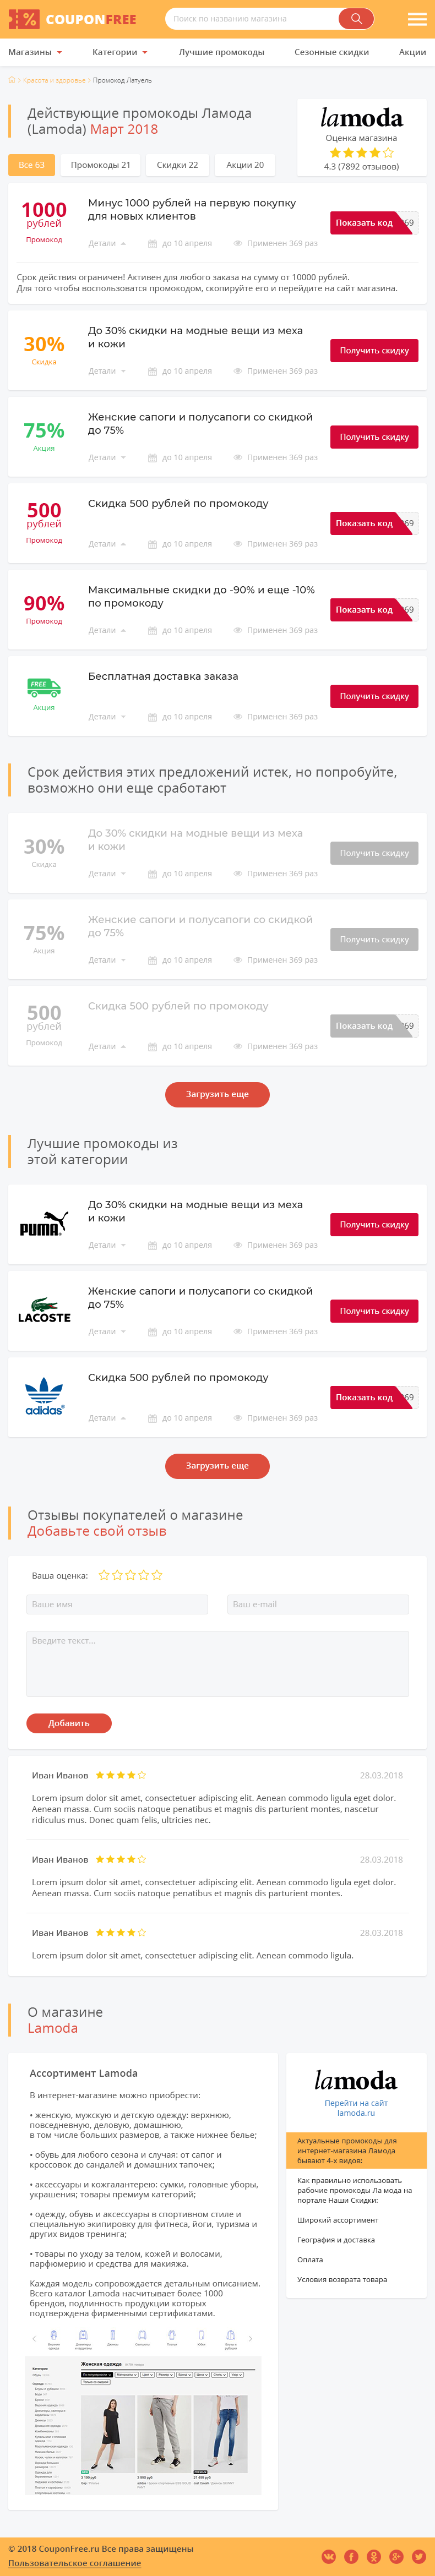 COUPONFREE
Поиск по названию магазина
Магазины
Категории
Лучшие промокоды
Сезонные скидки
Акции
Красота и здоровье
Промокод Латуель
Действующие промокоды Ламода
(Lamoda) Март 2018
lamoda
Оценка магазина
4.3 (7892 отзывов)
Все 63
Промокоды 21
Скидки 22
Акции 20
1000
рублей
Промокод
Минус 1000 рублей на первую покупку
для новых клиентов
Детали
до 10 апреля
Применен 369 раз
Показать код
69
Срок действия ограничен! Активен для любого заказа на сумму от 10000 рублей.
Для того чтобы воспользоватся промокодом, скопируйте его и перейдите на сайт магазина.
30%
Скидка
До 30% скидки на модные вещи из меха
и кожи
Детали
до 10 апреля
Применен 369 раз
Получить скидку
75%
Акция
Женские сапоги и полусапоги со скидкой
до 75%
Детали
до 10 апреля
Применен 369 раз
Получить скидку
500
рублей
Промокод
Скидка 500 рублей по промокоду
Детали
до 10 апреля
Применен 369 раз
Показать код
69
90%
Промокод
Максимальные скидки до -90% и еще -10%
по промокоду
Детали
до 10 апреля
Применен 369 раз
Показать код
69
FREE
Акция
Бесплатная доставка заказа
Детали
до 10 апреля
Применен 369 раз
Получить скидку
Срок действия этих предложений истек, но попробуйте,
возможно они еще сработают
30%
Скидка
До 30% скидки на модные вещи из меха
и кожи
Детали
до 10 апреля
Применен 369 раз
Получить скидку
75%
Акция
Женские сапоги и полусапоги со скидкой
до 75%
Детали
до 10 апреля
Применен 369 раз
Получить скидку
500
рублей
Промокод
Скидка 500 рублей по промокоду
Детали
до 10 апреля
Применен 369 раз
Показать код
69
Загрузить еще
Лучшие промокоды из
этой категории
PUMA
До 30% скидки на модные вещи из меха
и кожи
Детали
до 10 апреля
Применен 369 раз
Получить скидку
LACOSTE
Женские сапоги и полусапоги со скидкой
до 75%
Детали
до 10 апреля
Применен 369 раз
Получить скидку
adidas
Скидка 500 рублей по промокоду
Детали
до 10 апреля
Применен 369 раз
Показать код
69
Загрузить еще
Отзывы покупателей о магазине
Добавьте свой отзыв
Ваша оценка:
Ваше имя
Ваш e-mail
Введите текст...
Добавить
Иван Иванов
28.03.2018
Lorem ipsum dolor sit amet, consectetuer adipiscing elit. Aenean commodo ligula eget dolor.
Aenean massa. Cum sociis natoque penatibus et magnis dis parturient montes, nascetur
ridiculus mus. Donec quam felis, ultricies nec.
Иван Иванов
28.03.2018
Lorem ipsum dolor sit amet, consectetuer adipiscing elit. Aenean commodo ligula eget dolor.
Aenean massa. Cum sociis natoque penatibus et magnis dis parturient montes.
Иван Иванов
28.03.2018
Lorem ipsum dolor sit amet, consectetuer adipiscing elit. Aenean commodo ligula.
О магазине
Lamoda
Ассортимент Lamoda
В интернет-магазине можно приобрести:
• женскую, мужскую и детскую одежду: верхнюю,
повседневную, деловую, домашнюю,
в том числе больших размеров, а также нижнее белье;
• обувь для любого сезона и случая: от сапог и
кроссовок до сандалей и домашних тапочек;
• аксессуары и кожгалантерею: сумки, головные уборы,
украшения; товары премиум категорий;
• одежду, обувь и аксессуары в спортивном стиле и
специальную экипировку для фитнеса, йоги, туризма и
других видов тренинга;
• товары по уходу за телом, кожей и волосами,
парфюмерию и средства для макияжа.
Каждая модель сопровождается детальным описанием.
Всего каталог Lamoda насчитывает более 1000
брендов, подлинность продукции которых
подтверждена фирменными сертификатами.
Женская одежда
lamoda
Перейти на сайт
lamoda.ru
Актуальные промокоды для
интернет-магазина Ламода
бывают 4-х видов:
Как правильно использовать
рабочие промокоды Ла мода на
портале Наши Скидки:
Широкий ассортимент
География и доставка
Оплата
Условия возврата товара
© 2018 CouponFree.ru Все права защищены
Пользовательское соглашение